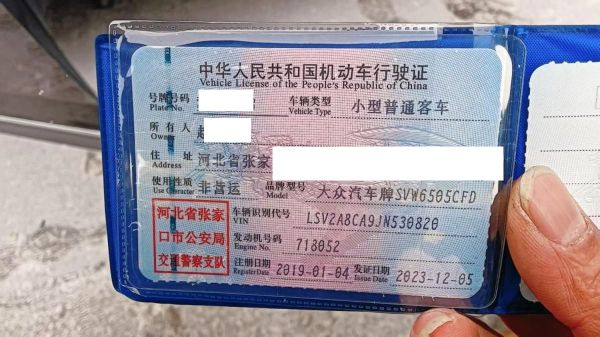 中华人民共和国机动车行驶证
Vehicle License of the People's Republic of China
号牌号码 车辆类型 小型普通客车
Plate No. Vehicle Type
所有人 赵
Owner
住址 河北省张家
Address
使用性质 非营运 品牌型号 大众汽车牌SVW6505CFD
Use Character Model
河北省张家 车辆识别代号 LSV2A8CA9JN530820
VIN
口市公安局 发动机号码 718052
Engine No.
交通警察支队 注册日期 2019-01-04 发证日期 2023-12-05
Register Date Issue Date